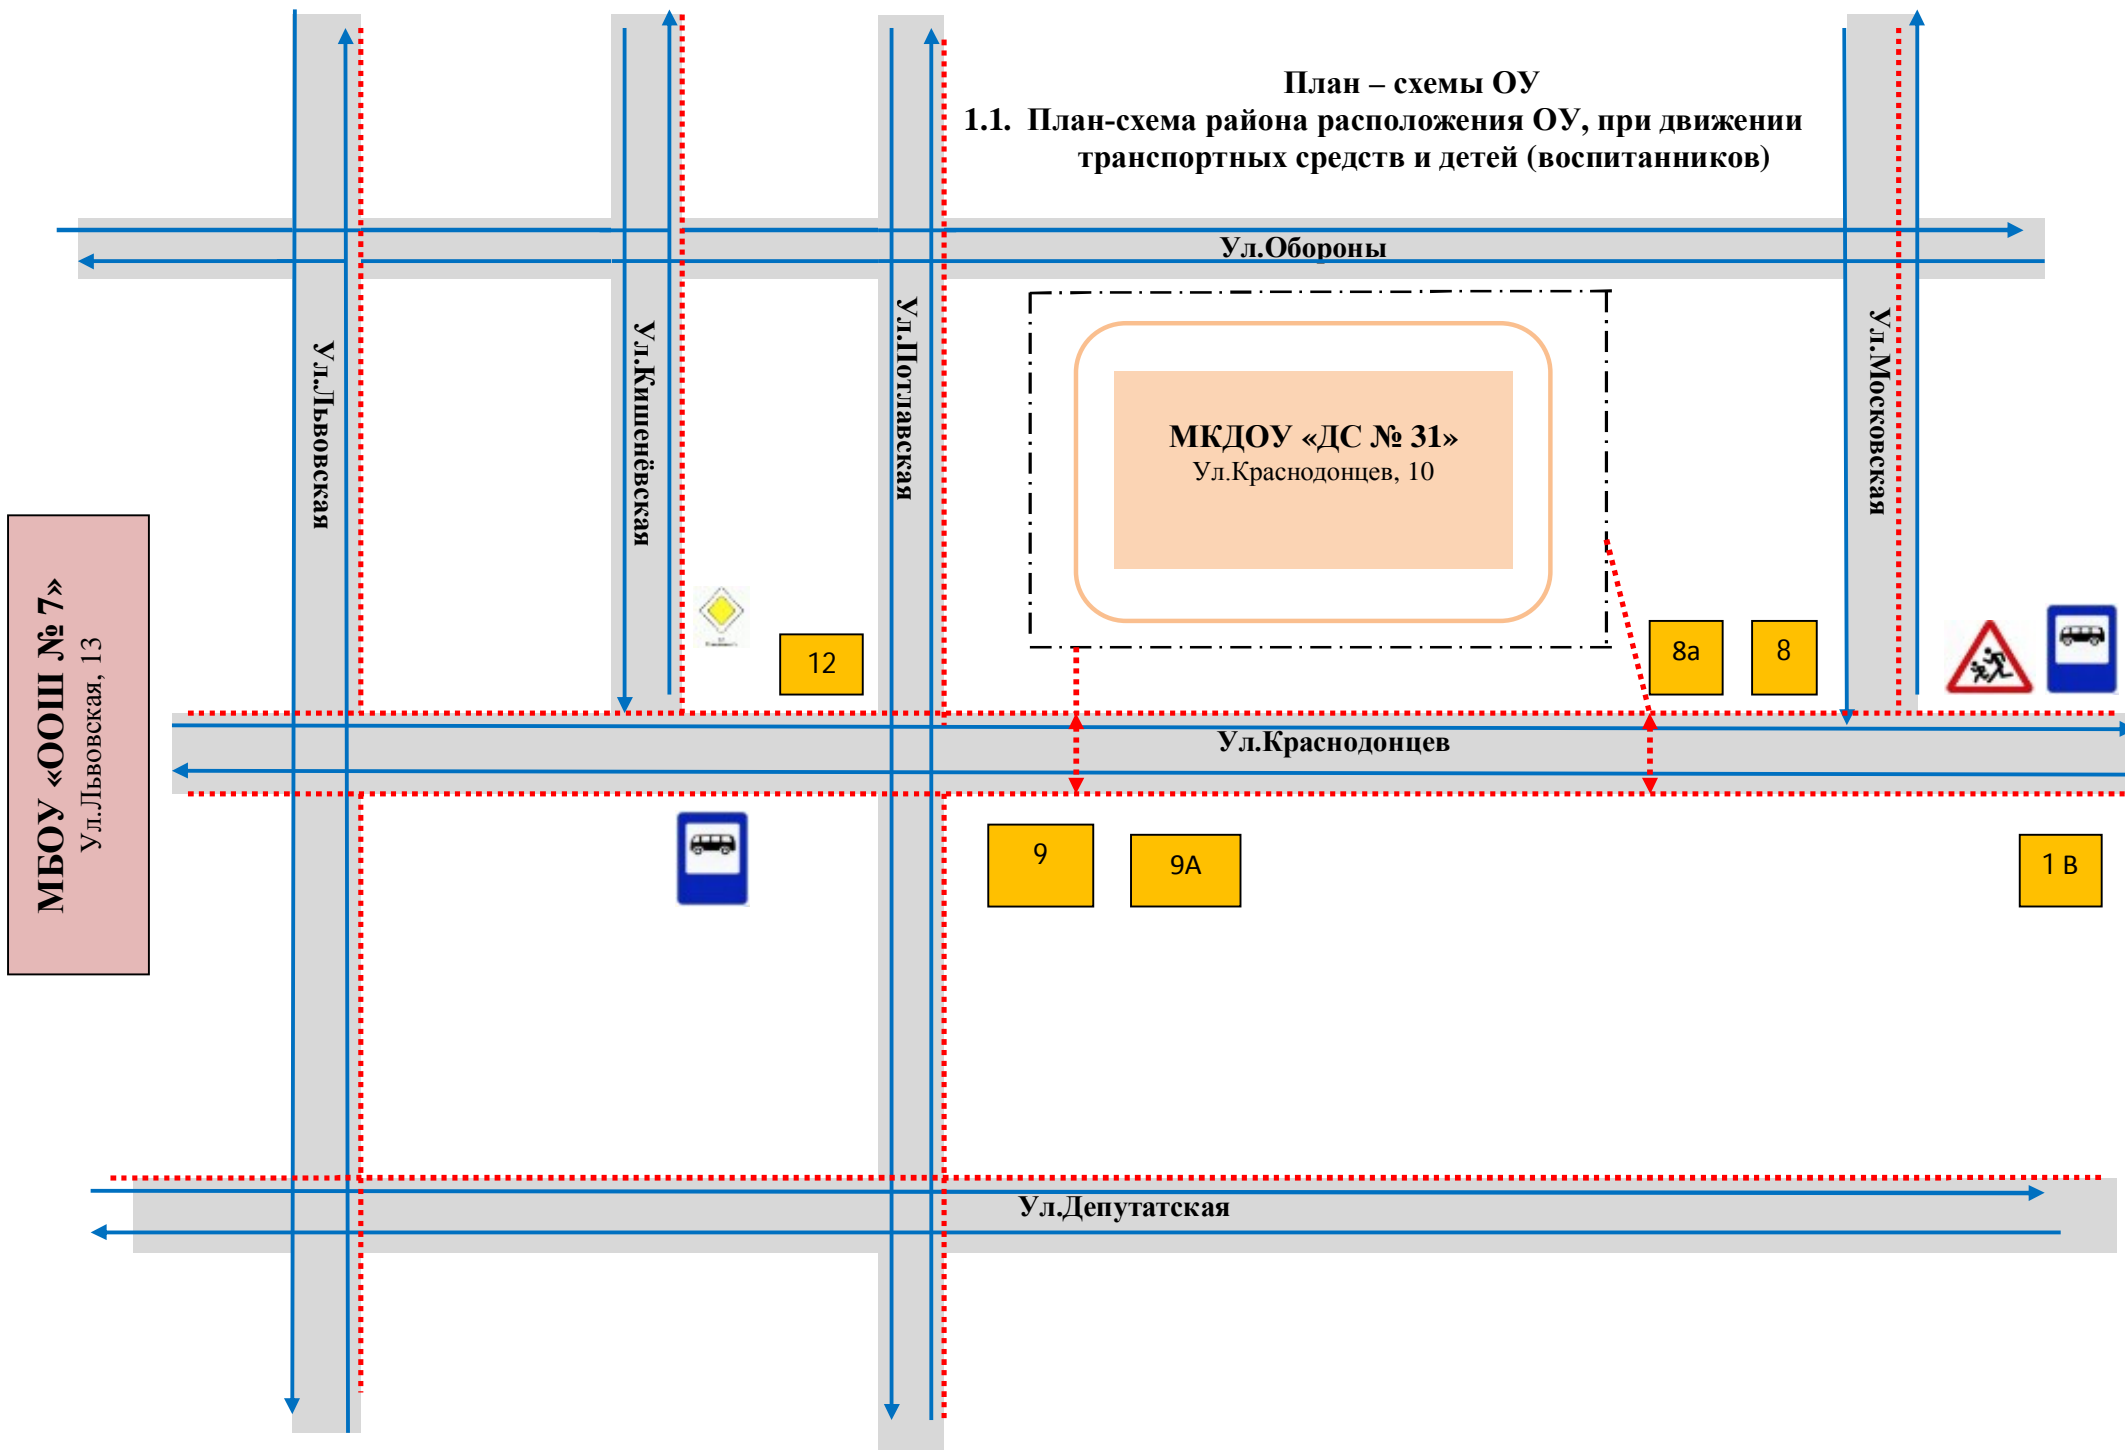 План – схемы ОУ
1.1. План-схема района расположения ОУ, при движении
транспортных средств и детей (воспитанников)
Ул.Обороны
Ул.Львовская
Ул.Кишенёвская
Ул.Потлавская
Ул.Московская
МКДОУ «ДС № 31»
Ул.Краснодонцев, 10
МБОУ «ООШ № 7»
Ул.Львовская, 13
12
8а
8
Ул.Краснодонцев
9
9А
1 В
Ул.Депутатская